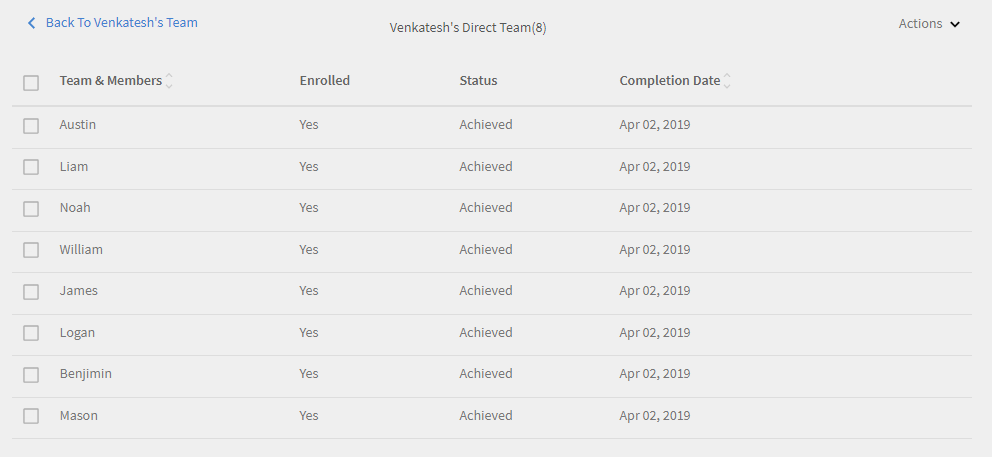 Back To Venkatesh's Team
Venkatesh's Direct Team(8)
Actions
Team & Members Enrolled Status Completion Date
Austin Yes Achieved Apr 02, 2019
Liam Yes Achieved Apr 02, 2019
Noah Yes Achieved Apr 02, 2019
William Yes Achieved Apr 02, 2019
James Yes Achieved Apr 02, 2019
Logan Yes Achieved Apr 02, 2019
Benjimin Yes Achieved Apr 02, 2019
Mason Yes Achieved Apr 02, 2019